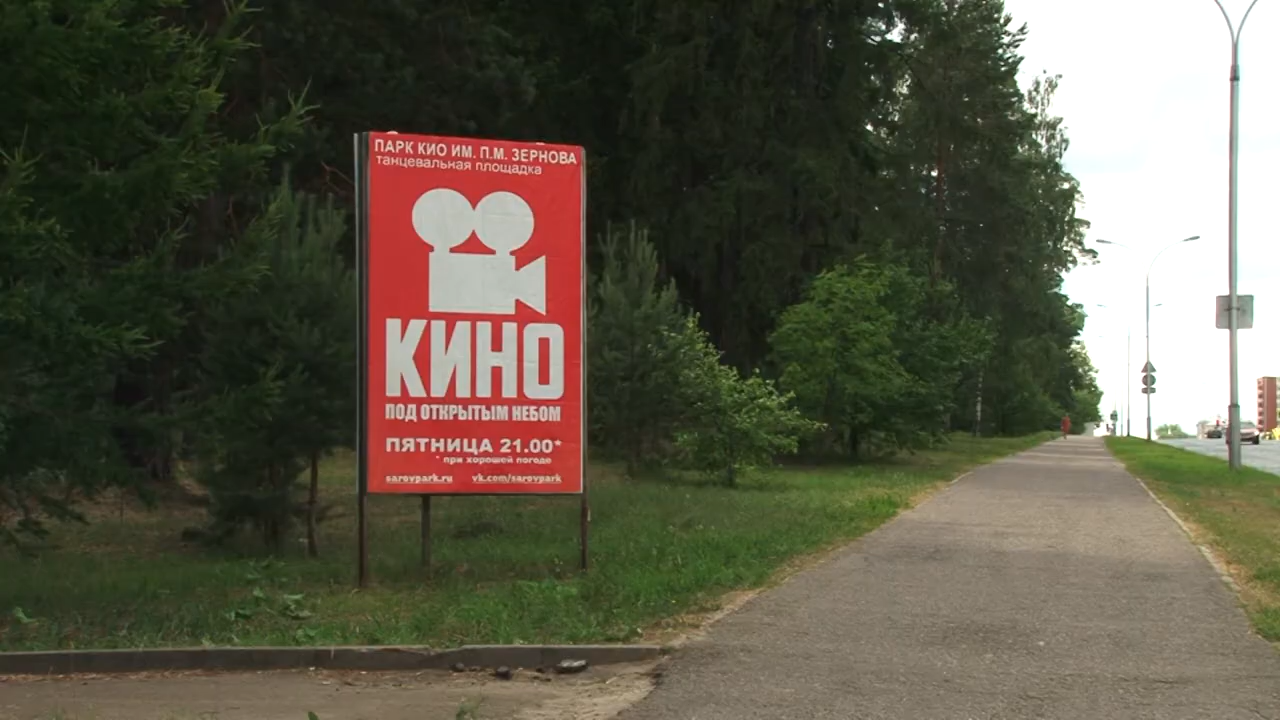 ПАРК КИО ИМ. П.М. ЗЕРНОВА
танцевальная площадка
КИНО
ПОД ОТКРЫТЫМ НЕБОМ
ПЯТНИЦА 21.00*
* при хорошей погоде
sarovpark.ru vk.com/sarovpark